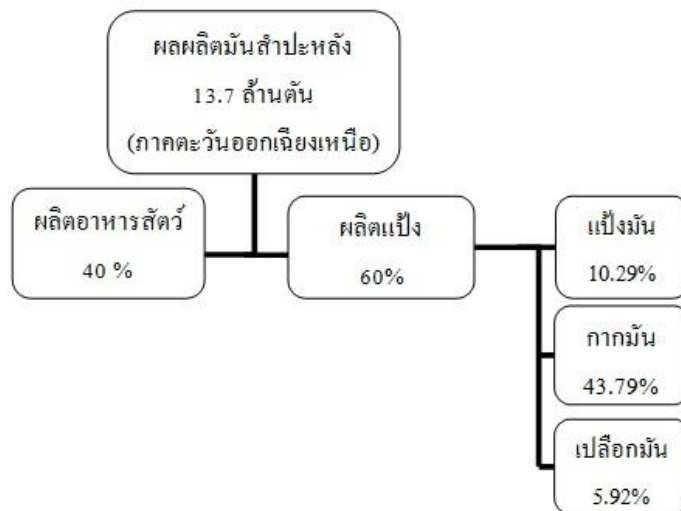 ผลผลิตมันสำปะหลัง
13.7 ล้านตัน
(ภาคตะวันออกเฉียงเหนือ)
ผลิตอาหารสัตว์
40 %
ผลิตแป้ง
60%
แป้งมัน
10.29%
กากมัน
43.79%
เปลือกมัน
5.92%